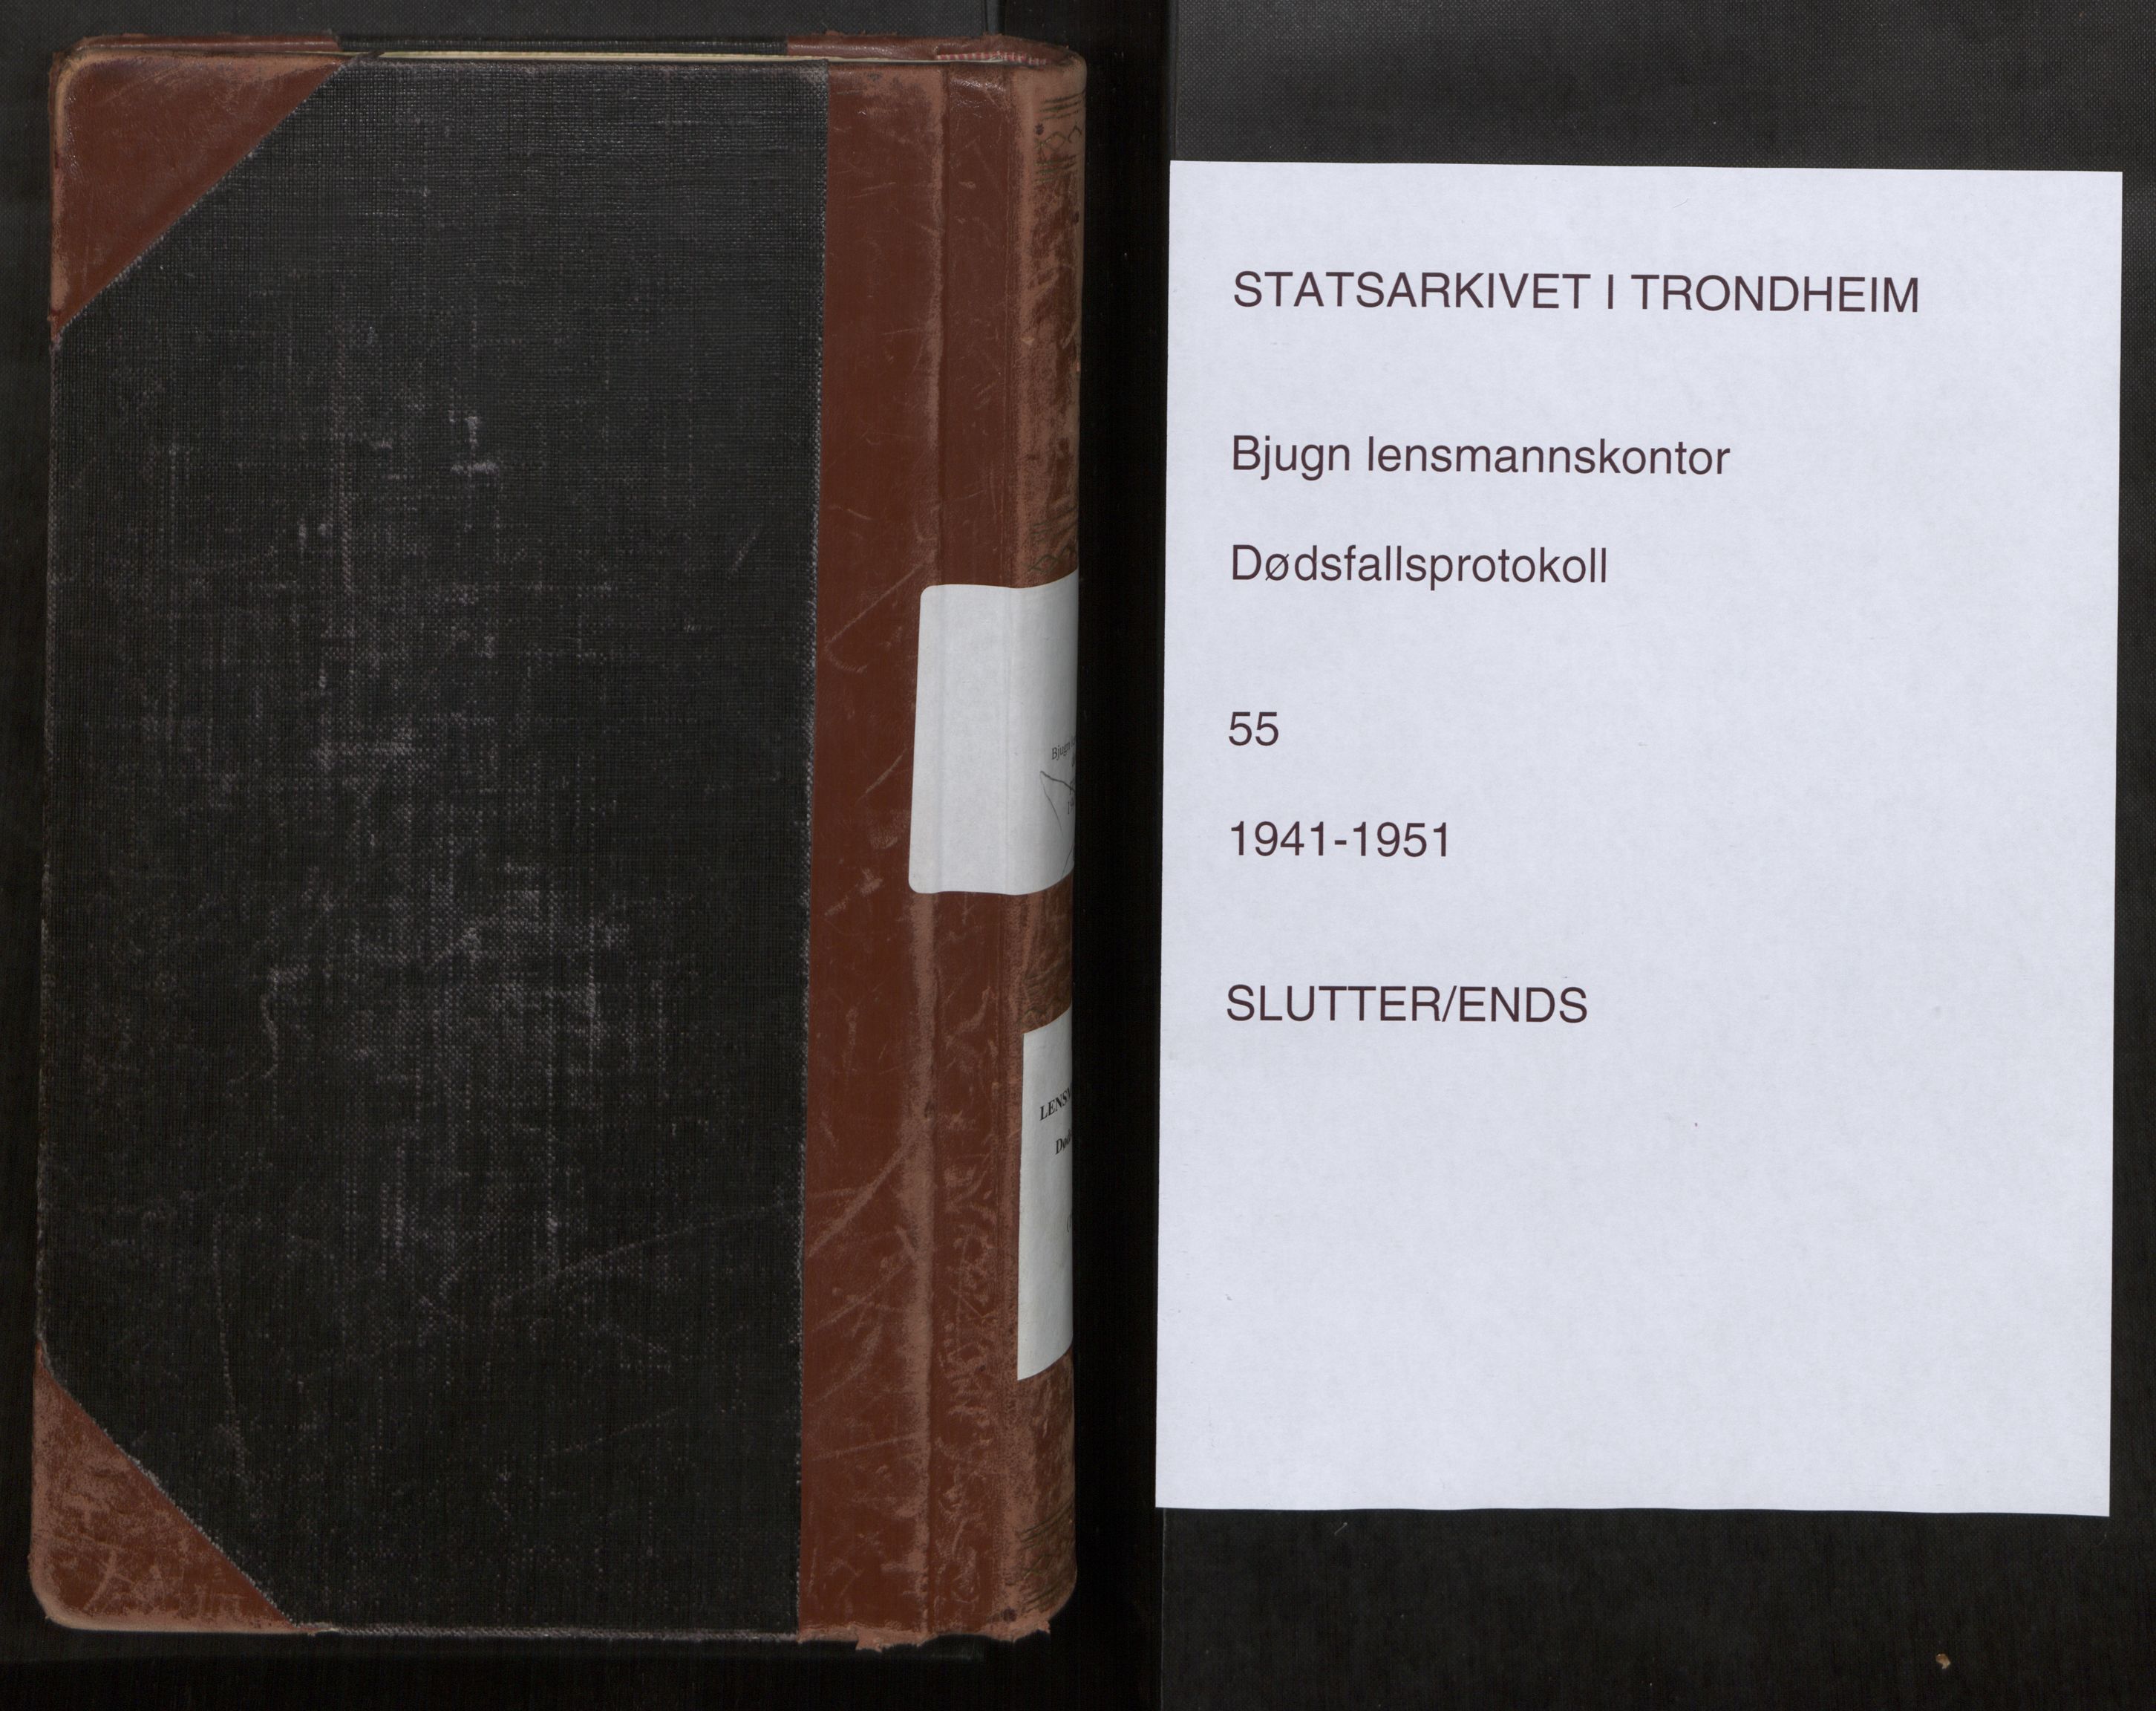 STATSARKIVET I TRONDHEIM
Bjugn lensmannskontor
Dødsfallsprotokoll
55
1941-1951
SLUTTER/ENDS